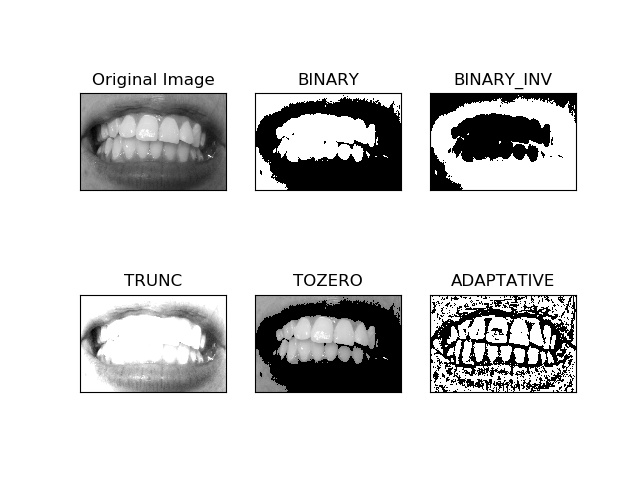 Original Image
BINARY
BINARY_INV
TRUNC
TOZERO
ADAPTATIVE